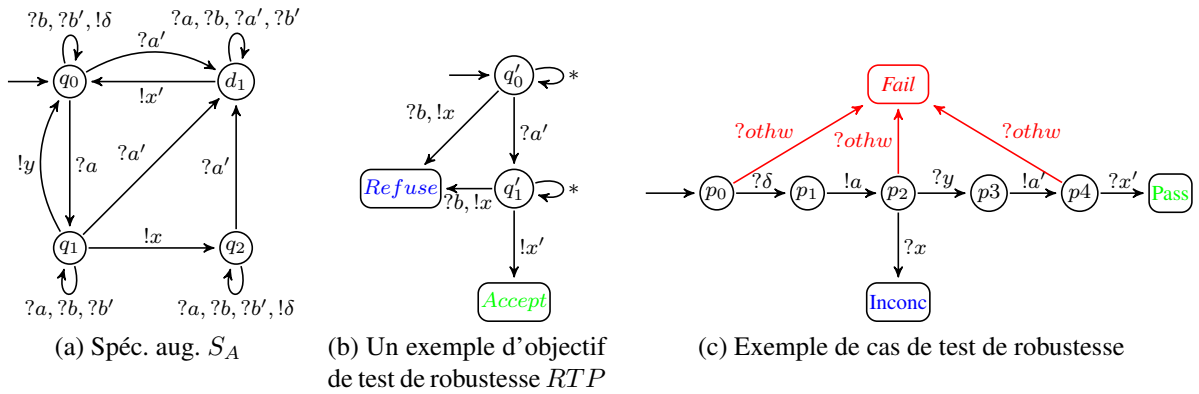 ?b, ?b′, !δ
?a, ?b, ?a′, ?b′
?a′
q0
d1
!x′
!y
?a
?a′
?a′
q1
!x
q2
?a, ?b, ?b′
?a, ?b, ?b′, !δ
(a) Spéc. aug. SA
q′0
*
?b, !x
?a′
Refuse
?b, !x
q′1
*
!x′
Accept
(b) Un exemple d'objectif
de test de robustesse RTP
Fail
?othw
?othw
?othw
p0
?δ
p1
!a
p2
?y
p3
!a′
p4
?x′
Pass
?x
Inconc
(c) Exemple de cas de test de robustesse